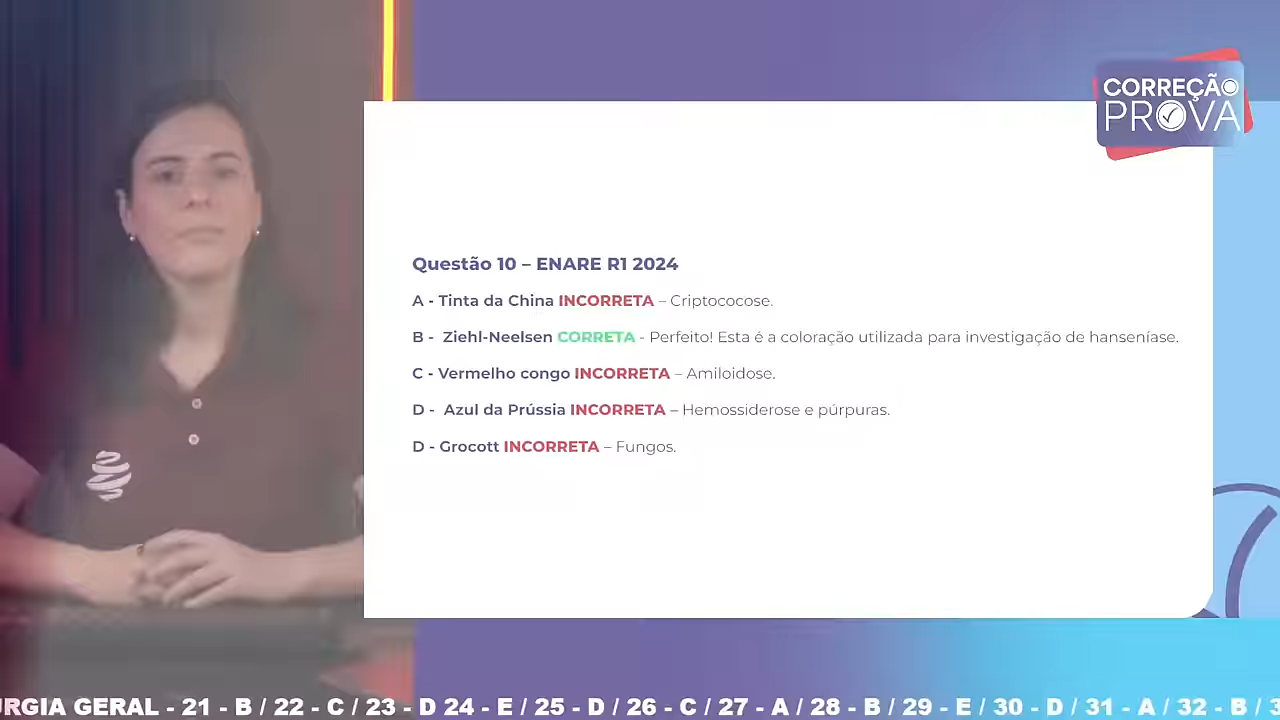 CORREÇÃO
PROVA
Questão 10 – ENARE R1 2024
A - Tinta da China INCORRETA – Criptococose.
B - Ziehl-Neelsen CORRETA - Perfeito! Esta é a coloração utilizada para investigação de hanseníase.
C - Vermelho congo INCORRETA – Amiloidose.
D - Azul da Prússia INCORRETA – Hemossiderose e púrpuras.
D - Grocott INCORRETA – Fungos.
RGIA GERAL - 21 - B / 22 - C / 23 - D 24 - E / 25 - D / 26 - C / 27 - A / 28 - B / 29 - E / 30 - D / 31 - A / 32 - B /